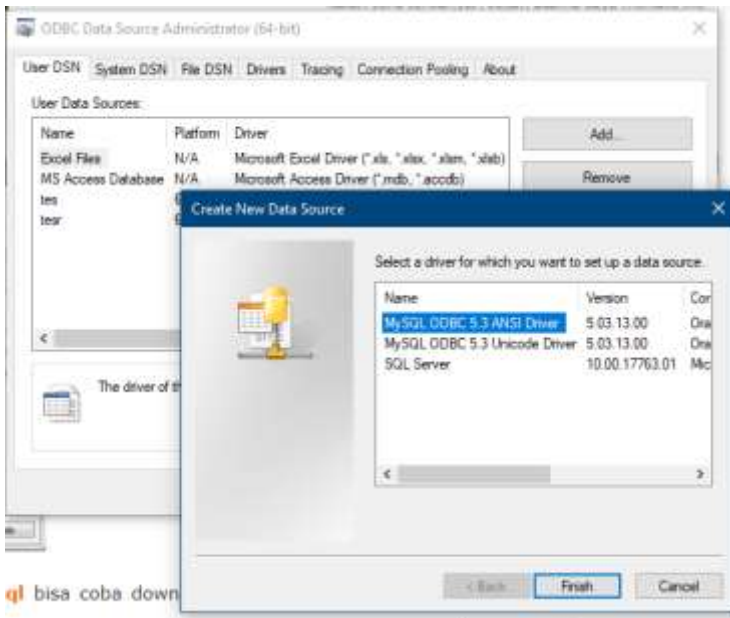 ODBC Data Source Administrator (64-bit)
User DSN System DSN File DSN Drivers Tracing Connection Pooling About
User Data Sources:
Name Platform Driver
Excel Files N/A Microsoft Excel Driver (*.xls, *.xlsx, *.xlsm, *.xlsb)
MS Access Database N/A Microsoft Access Driver (*.mdb, *.accdb)
tes
tesr
Add...
Remove
Create New Data Source
Select a driver for which you want to set up a data source.
Name Version Com
MySQL ODBC 5.3 ANSI Driver 5.03.13.00 Ora
MySQL ODBC 5.3 Unicode Driver 5.03.13.00 Ora
SQL Server 10.00.17763.01 Mic
The driver of
< Back Finish Cancel
ql bisa coba down